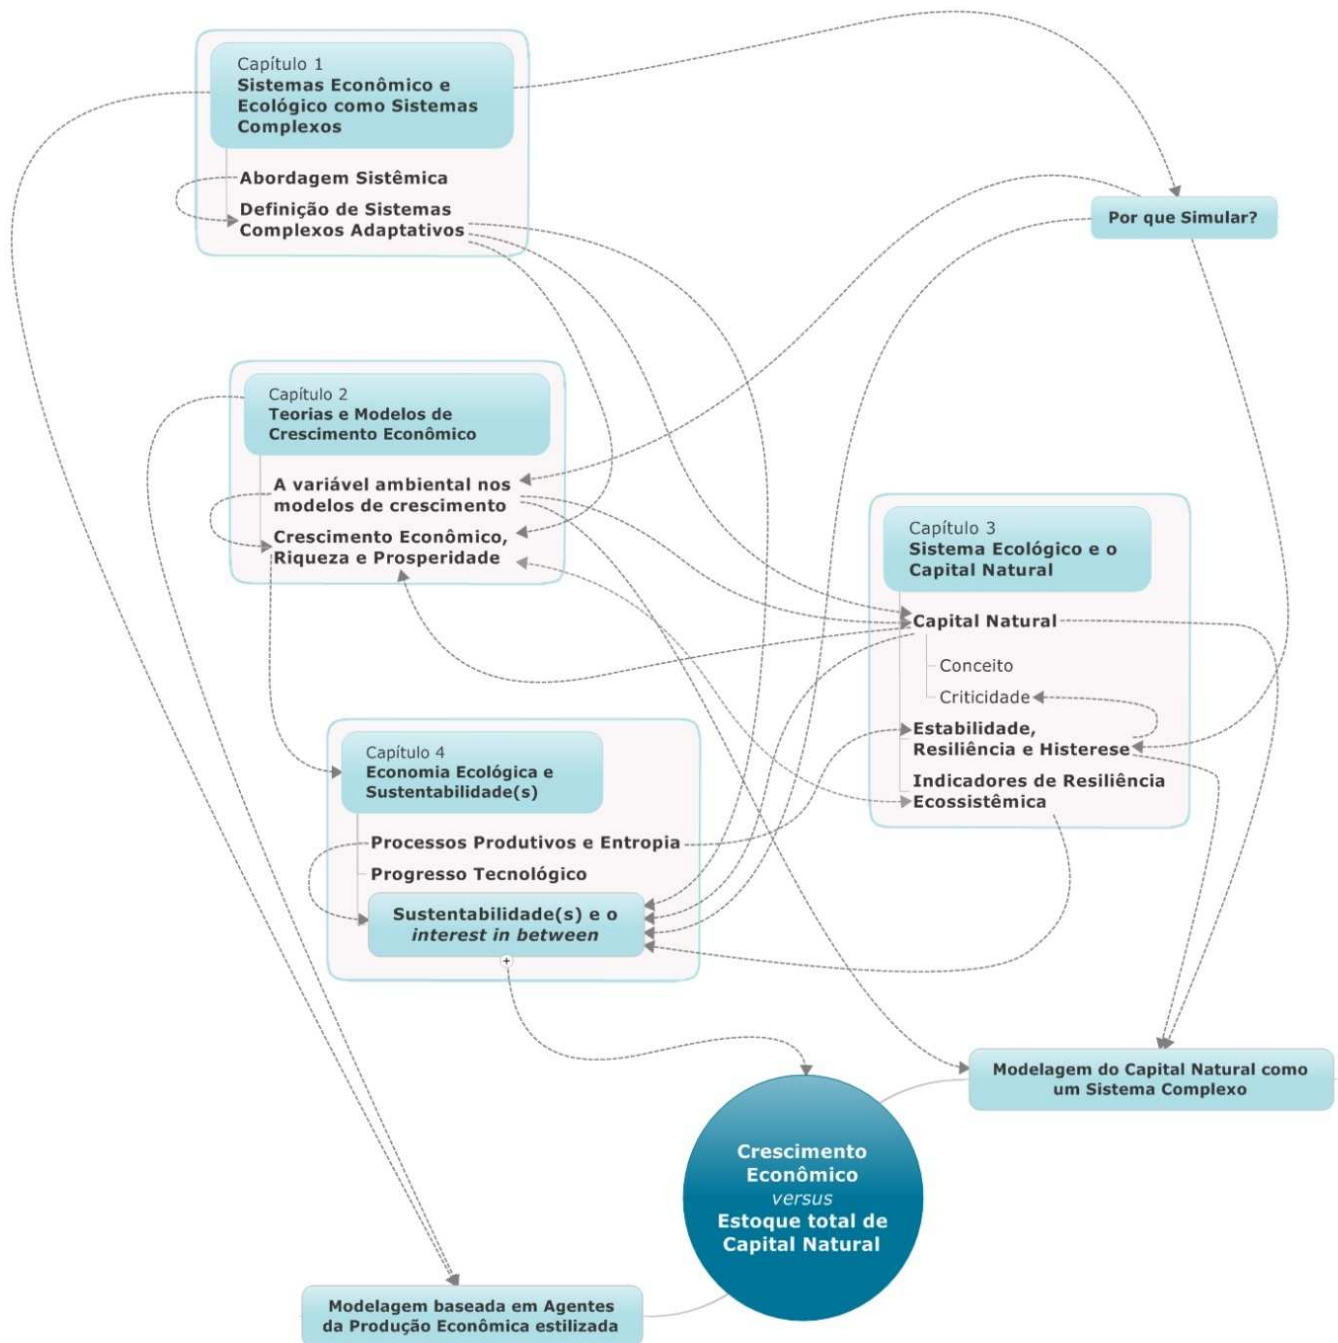 Capítulo 1
Sistemas Econômico e
Ecológico como Sistemas
Complexos
Abordagem Sistêmica
Definição de Sistemas
Complexos Adaptativos
Por que Simular?
Capítulo 2
Teorias e Modelos de
Crescimento Econômico
A variável ambiental nos
modelos de crescimento
Crescimento Econômico,
Riqueza e Prosperidade
Capítulo 3
Sistema Ecológico e o
Capital Natural
Capital Natural
Conceito
Criticidade
Estabilidade,
Resiliência e Histerese
Indicadores de Resiliência
Ecossistêmica
Capítulo 4
Economia Ecológica e
Sustentabilidade(s)
Processos Produtivos e Entropia
Progresso Tecnológico
Sustentabilidade(s) e o
interest in between
Modelagem do Capital Natural como
um Sistema Complexo
Crescimento
Econômico
versus
Estoque total de
Capital Natural
Modelagem baseada em Agentes
da Produção Econômica estilizada